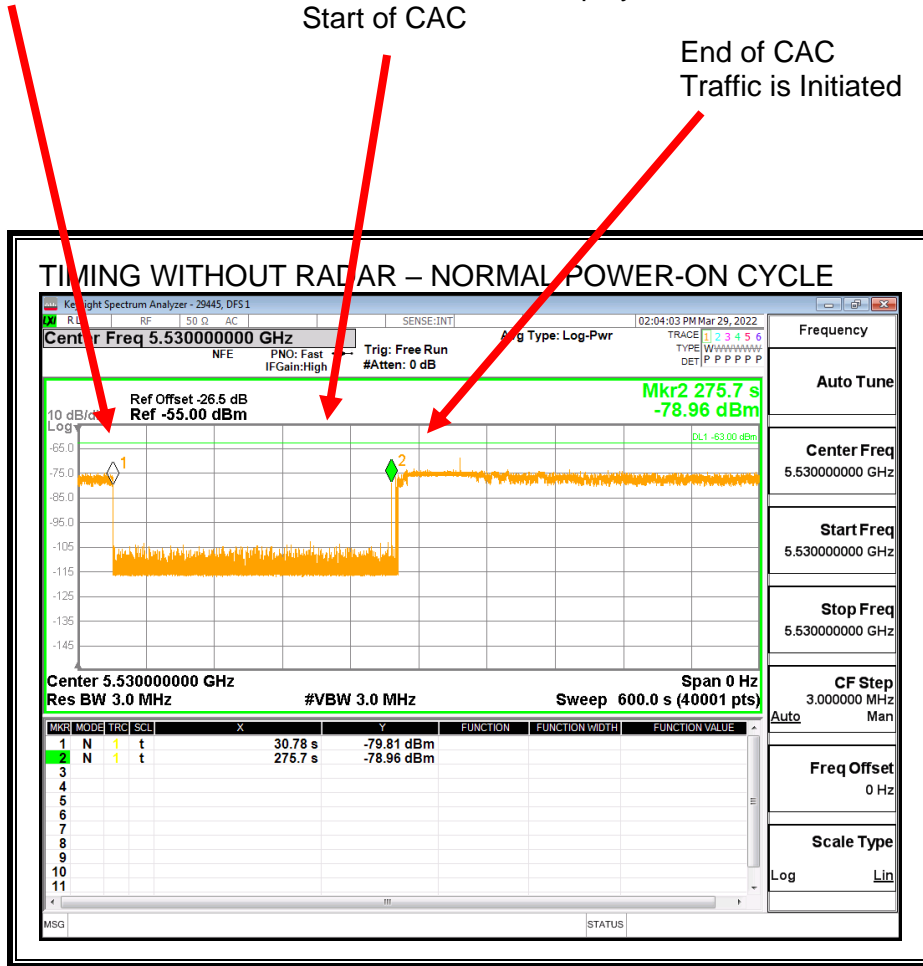 Start of CAC
End of CAC
Traffic is Initiated
TIMING WITHOUT RADAR – NORMAL POWER-ON CYCLE
Keysight Spectrum Analyzer - 29445, DFS 1
LXI RL RF 50 Ω AC SENSE:INT 02:04:03 PM Mar 29, 2022
Center Freq 5.530000000 GHz Avg Type: Log-Pwr TRACE 1 2 3 4 5 6
NFE PNO: Fast Trig: Free Run TYPE WWWWWW
IFGain:High #Atten: 0 dB DET P P P P P P
Frequency
Auto Tune
Mkr2 275.7 s
Ref Offset -26.5 dB
10 dB/div Ref -55.00 dBm -78.96 dBm
Log
DL1 -63.00 dBm
-65.0
-75.0
-85.0
-95.0
-105
-115
-125
-135
-145
1
2
Center 5.530000000 GHz Span 0 Hz
Res BW 3.0 MHz #VBW 3.0 MHz Sweep 600.0 s (40001 pts)
MKR MODE TRC SCL X Y FUNCTION FUNCTION WIDTH FUNCTION VALUE
1 N 1 t 30.78 s -79.81 dBm
2 N 1 t 275.7 s -78.96 dBm
3
4
5
6
7
8
9
10
11
MSG STATUS
Center Freq
5.530000000 GHz
Start Freq
5.530000000 GHz
Stop Freq
5.530000000 GHz
CF Step
3.000000 MHz
Auto Man
Freq Offset
0 Hz
Scale Type
Log Lin